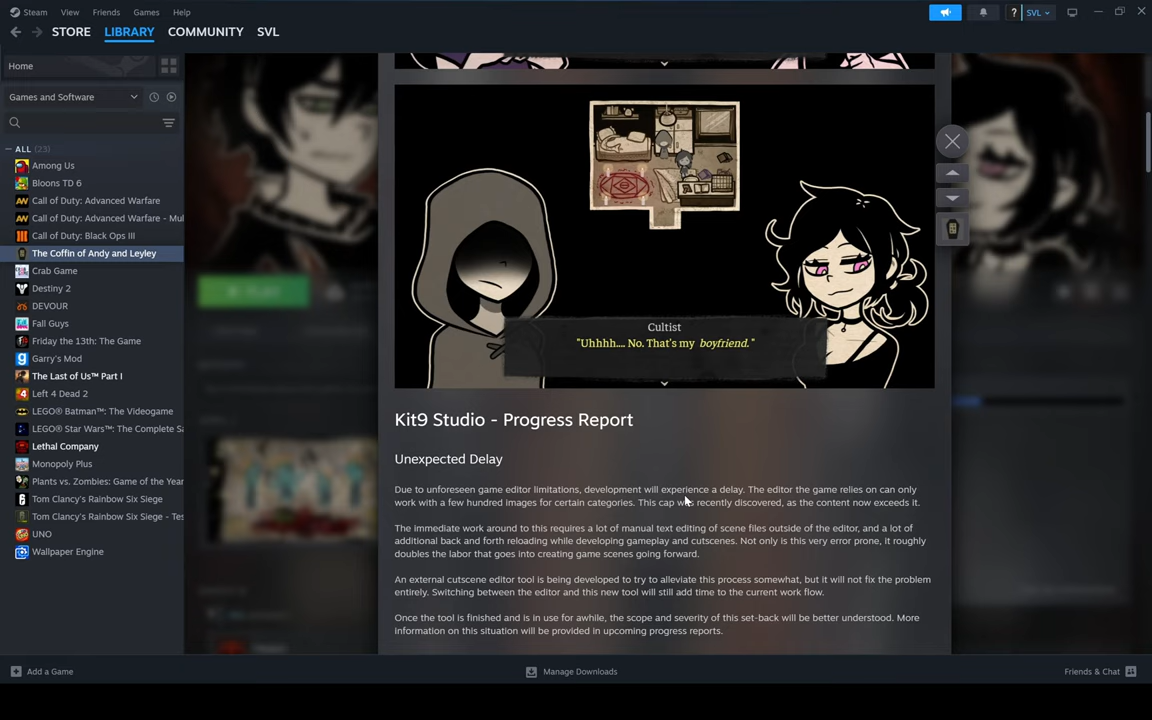 Steam View Friends Games Help
? SVL
STORE LIBRARY COMMUNITY SVL
Home
Games and Software
ALL (23)
Among Us
Bloons TD 6
Call of Duty: Advanced Warfare
Call of Duty: Advanced Warfare - Mul
Call of Duty: Black Ops III
The Coffin of Andy and Leyley
Crab Game
Destiny 2
DEVOUR
Fall Guys
Friday the 13th: The Game
Garry's Mod
The Last of Us™ Part I
Left 4 Dead 2
LEGO® Batman™: The Videogame
LEGO® Star Wars™: The Complete Sa
Lethal Company
Monopoly Plus
Plants vs. Zombies: Game of the Year
Tom Clancy's Rainbow Six Siege
Tom Clancy's Rainbow Six Siege - Tes
UNO
Wallpaper Engine
Cultist
"Uhhhh.... No. That's my boyfriend."
Kit9 Studio - Progress Report
Unexpected Delay
Due to unforeseen game editor limitations, development will experience a delay. The editor the game relies on can only
work with a few hundred images for certain categories. This cap was recently discovered, as the content now exceeds it.
The immediate work around to this requires a lot of manual text editing of scene files outside of the editor, and a lot of
additional back and forth reloading while developing gameplay and cutscenes. Not only is this very error prone, it roughly
doubles the labor that goes into creating game scenes going forward.
An external cutscene editor tool is being developed to try to alleviate this process somewhat, but it will not fix the problem
entirely. Switching between the editor and this new tool will still add time to the current work flow.
Once the tool is finished and is in use for awhile, the scope and severity of this set-back will be better understood. More
information on this situation will be provided in upcoming progress reports.
Add a Game
Manage Downloads
Friends & Chat